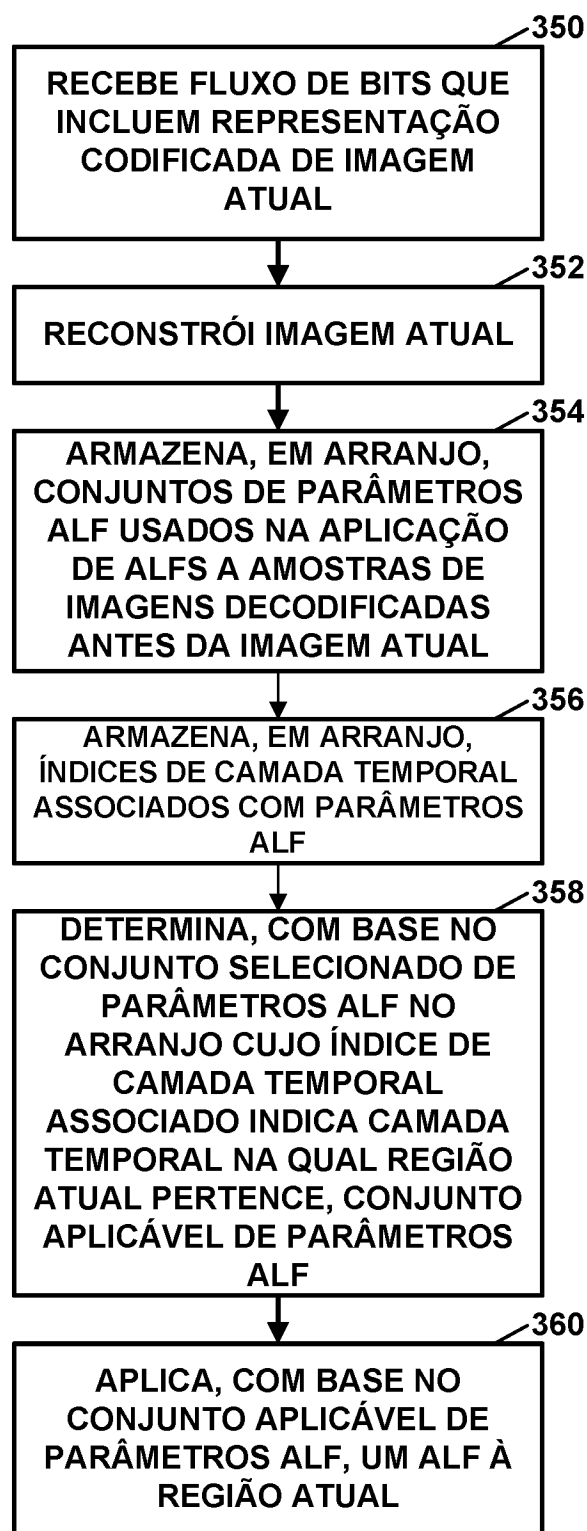 350
RECEBE FLUXO DE BITS QUE
INCLUEM REPRESENTAÇÃO
CODIFICADA DE IMAGEM
ATUAL
352
RECONSTRÓI IMAGEM ATUAL
354
ARMAZENA, EM ARRANJO,
CONJUNTOS DE PARÂMETROS
ALF USADOS NA APLICAÇÃO
DE ALFS A AMOSTRAS DE
IMAGENS DECODIFICADAS
ANTES DA IMAGEM ATUAL
356
ARMAZENA, EM ARRANJO,
ÍNDICES DE CAMADA TEMPORAL
ASSOCIADOS COM PARÂMETROS
ALF
358
DETERMINA, COM BASE NO
CONJUNTO SELECIONADO DE
PARÂMETROS ALF NO
ARRANJO CUJO ÍNDICE DE
CAMADA TEMPORAL
ASSOCIADO INDICA CAMADA
TEMPORAL NA QUAL REGIÃO
ATUAL PERTENCE, CONJUNTO
APLICÁVEL DE PARÂMETROS
ALF
360
APLICA, COM BASE NO
CONJUNTO APLICÁVEL DE
PARÂMETROS ALF, UM ALF À
REGIÃO ATUAL